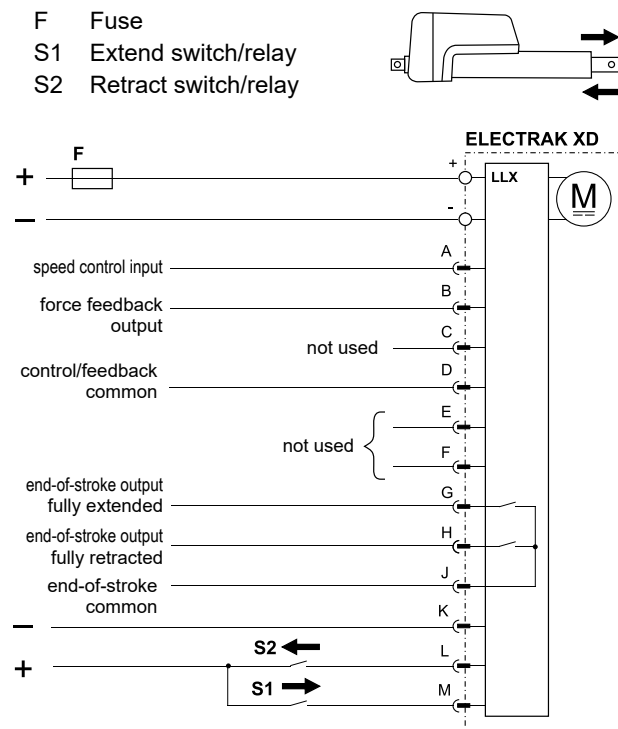 F Fuse
S1 Extend switch/relay
S2 Retract switch/relay
ELECTRAK XD
F
+
+
LLX
M
−
-
A
speed control input
B
force feedback
output
C
not used
D
control/feedback
common
E
not used
F
G
end-of-stroke output
fully extended
H
end-of-stroke output
fully retracted
J
end-of-stroke
common
K
−
S2
L
+
S1
M